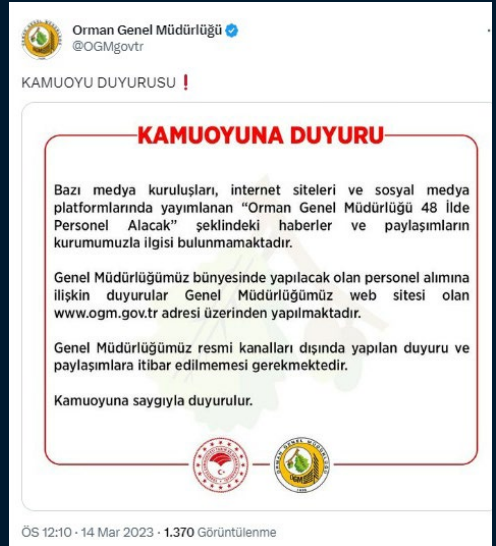 Orman Genel Müdürlüğü
@OGMgovtr
KAMUOYU DUYURUSU❗
KAMUOYUNA DUYURU
Bazı medya kuruluşları, internet siteleri ve sosyal medya
platformlarında yayımlanan “Orman Genel Müdürlüğü 48 İlde
Personel Alacak” şeklindeki haberler ve paylaşımların
kurumumuzla ilgisi bulunmamaktadır.
Genel Müdürlüğümüz bünyesinde yapılacak olan personel alımına
ilişkin duyurular Genel Müdürlüğümüz web sitesi olan
www.ogm.gov.tr adresi üzerinden yapılmaktadır.
Genel Müdürlüğümüz resmi kanalları dışında yapılan duyuru ve
paylaşımlara itibar edilmemesi gerekmektedir.
Kamuoyuna saygıyla duyurulur.
ÖS 12:10 · 14 Mar 2023 · 1.370 Görüntülenme